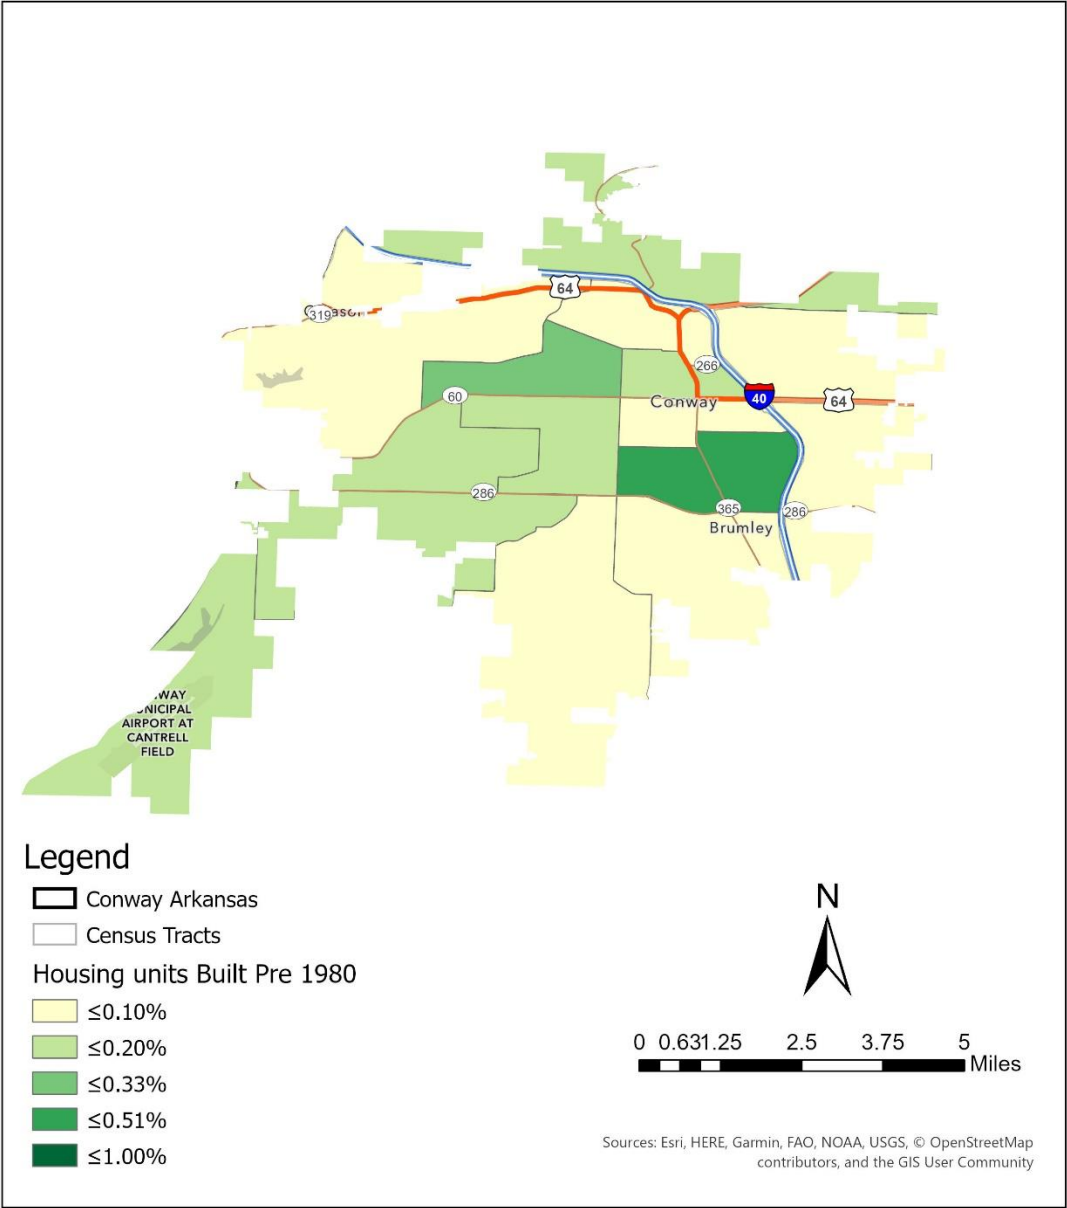 64
319
266
60
Conway
40
64
286
365
286
Brumley
AIRPORT AT
CANTRELL
FIELD
Legend
Conway Arkansas
Census Tracts
Housing units Built Pre 1980
≤0.10%
≤0.20%
≤0.33%
≤0.51%
≤1.00%
N
0 0.631.25 2.5 3.75 5
Miles
Sources: Esri, HERE, Garmin, FAO, NOAA, USGS, © OpenStreetMap
contributors, and the GIS User Community